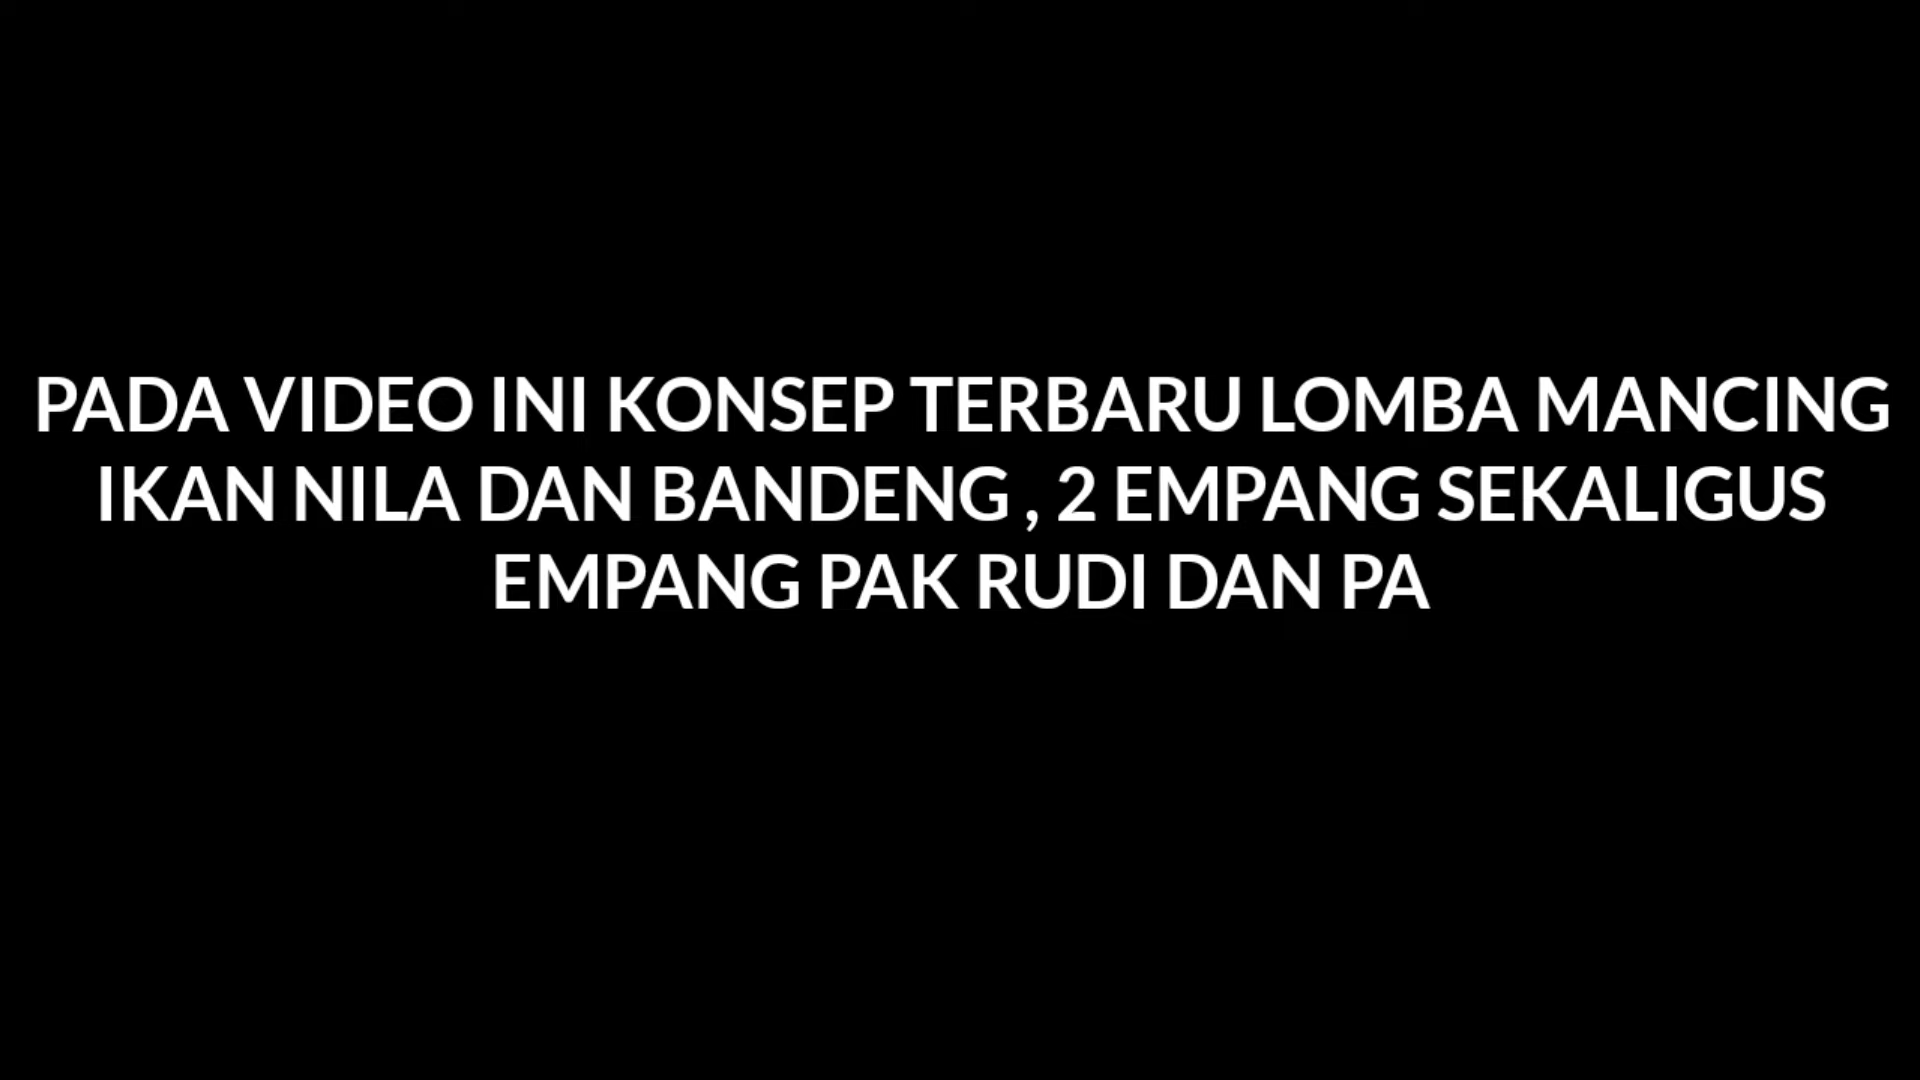 PADA VIDEO INI KONSEP TERBARU LOMBA MANCING
IKAN NILA DAN BANDENG , 2 EMPANG SEKALIGUS
EMPANG PAK RUDI DAN PA